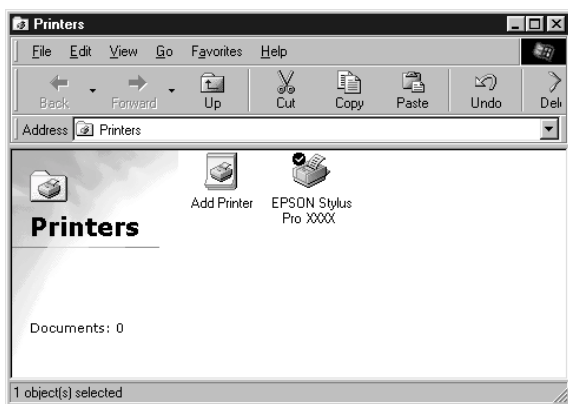 Printers
File Edit View Go Favorites Help
Back Forward Up Cut Copy Paste Undo
Address Printers
Printers
Add Printer
EPSON Stylus
Pro XXXX
Documents: 0
1 object(s) selected